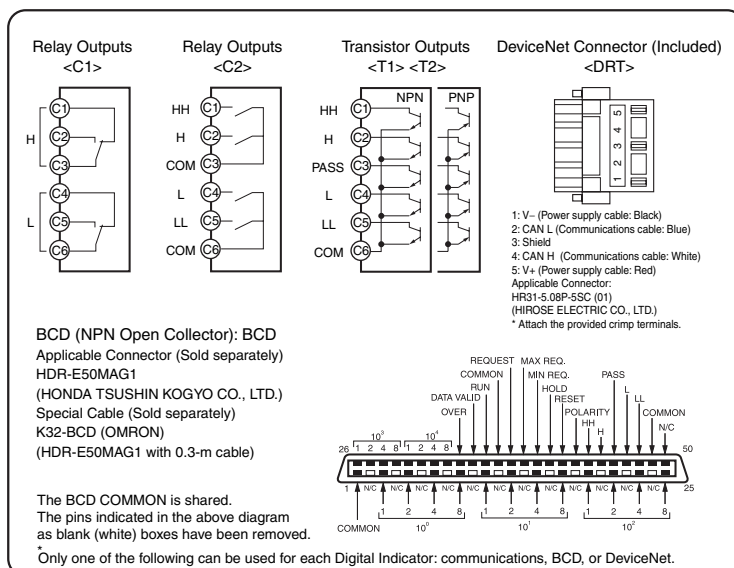 Relay Outputs
<C1>
C1
C2
C3
C4
C5
C6
H
L
Relay Outputs
<C2>
HH
H
COM
L
LL
COM
C1
C2
C3
C4
C5
C6
Transistor Outputs
<T1> <T2>
NPN
PNP
HH
H
PASS
L
LL
COM
C1
C2
C3
C4
C5
C6
DeviceNet Connector (Included)
<DRT>
5
4
3
2
1
1: V– (Power supply cable: Black)
2: CAN L (Communications cable: Blue)
3: Shield
4: CAN H (Communications cable: White)
5: V+ (Power supply cable: Red)
Applicable Connector:
HR31-5.08P-5SC (01)
(HIROSE ELECTRIC CO., LTD.)
* Attach the provided crimp terminals.
BCD (NPN Open Collector): BCD
Applicable Connector (Sold separately)
HDR-E50MAG1
(HONDA TSUSHIN KOGYO CO., LTD.)
Special Cable (Sold separately)
K32-BCD (OMRON)
(HDR-E50MAG1 with 0.3-m cable)
The BCD COMMON is shared.
The pins indicated in the above diagram
as blank (white) boxes have been removed.
REQUEST MAX REQ.
COMMON MIN REQ. PASS
RUN HOLD L
DATA VALID RESET LL
OVER POLARITY COMMON
HH
H
N/C
10³ 10⁴
26 1 2 4 8 1 2 4 8 50
1 N/C N/C N/C N/C N/C N/C N/C N/C N/C N/C N/C N/C 25
COMMON
1 2 4 8 1 2 4 8 1 2 4 8
10⁰ 10¹ 10²
*
Only one of the following can be used for each Digital Indicator: communications, BCD, or DeviceNet.